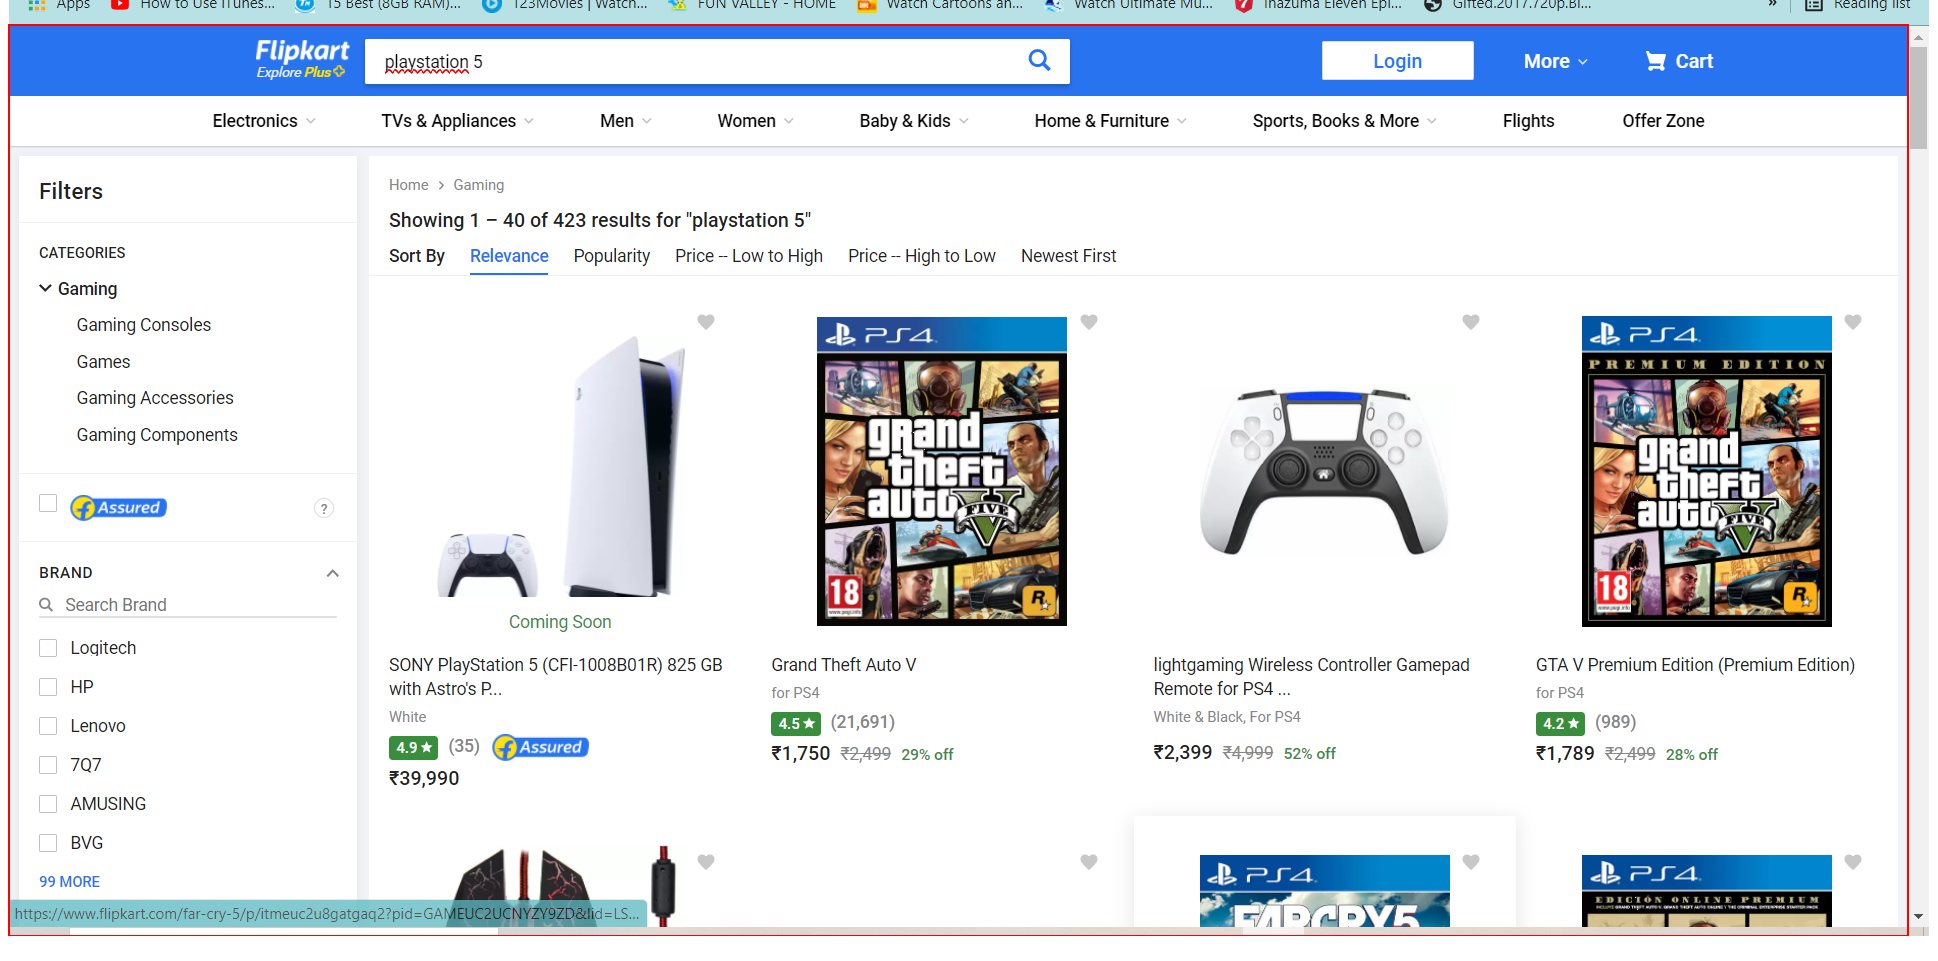 Apps How to Use iTunes... 15 Best (8GB RAM)... 123Movies | Watch... FUN VALLEY - HOME Watch Cartoons an... Watch Ultimate Mu... Inazuma Eleven Epi... Gifted.2017.720p.Bl... » Reading list
Flipkart
Explore Plus
playstation 5
Login More Cart
Electronics TVs & Appliances Men Women Baby & Kids Home & Furniture Sports, Books & More Flights Offer Zone
Filters
CATEGORIES
Gaming
Gaming Consoles
Games
Gaming Accessories
Gaming Components
Assured ?
BRAND
Search Brand
Logitech
HP
Lenovo
7Q7
AMUSING
BVG
99 MORE
Home > Gaming
Showing 1 – 40 of 423 results for "playstation 5"
Sort By Relevance Popularity Price -- Low to High Price -- High to Low Newest First
Coming Soon
SONY PlayStation 5 (CFI-1008B01R) 825 GB
with Astro's P...
White
4.9 ★ (35) Assured
₹39,990
PS4
grand
theft
auto
V
FIVE
18
www.pegi.info
R
Grand Theft Auto V
for PS4
4.5 ★ (21,691)
₹1,750 ₹2,499 29% off
lightgaming Wireless Controller Gamepad
Remote for PS4 ...
White & Black, For PS4
₹2,399 ₹4,999 52% off
PS4
PREMIUM EDITION
grand
theft
auto
V
FIVE
18
www.pegi.info
R
GTA V Premium Edition (Premium Edition)
for PS4
4.2 ★ (989)
₹1,789 ₹2,499 28% off
PS4
FARCRY5
PS4
EDICIÓN ONLINE PREMIUM
https://www.flipkart.com/far-cry-5/p/itmeuc2u8gatgaq2?pid=GAMEUC2UCNYZY9ZD&lid=LS...